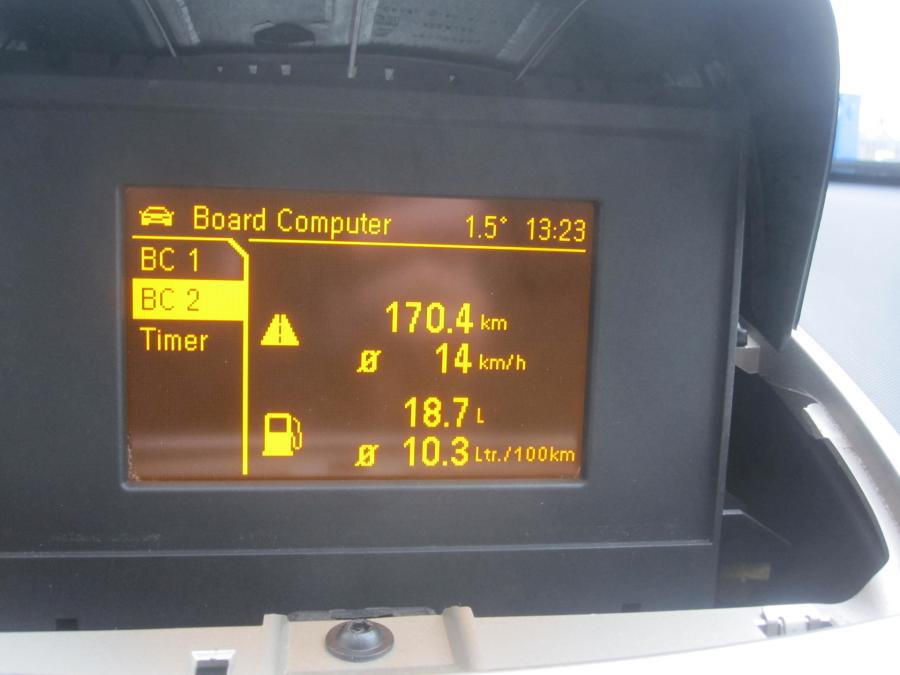 Board Computer 1.5° 13:23
BC 1
BC 2
Timer
170.4 km
Ø 14 km/h
18.7 L
Ø 10.3 Ltr./100km